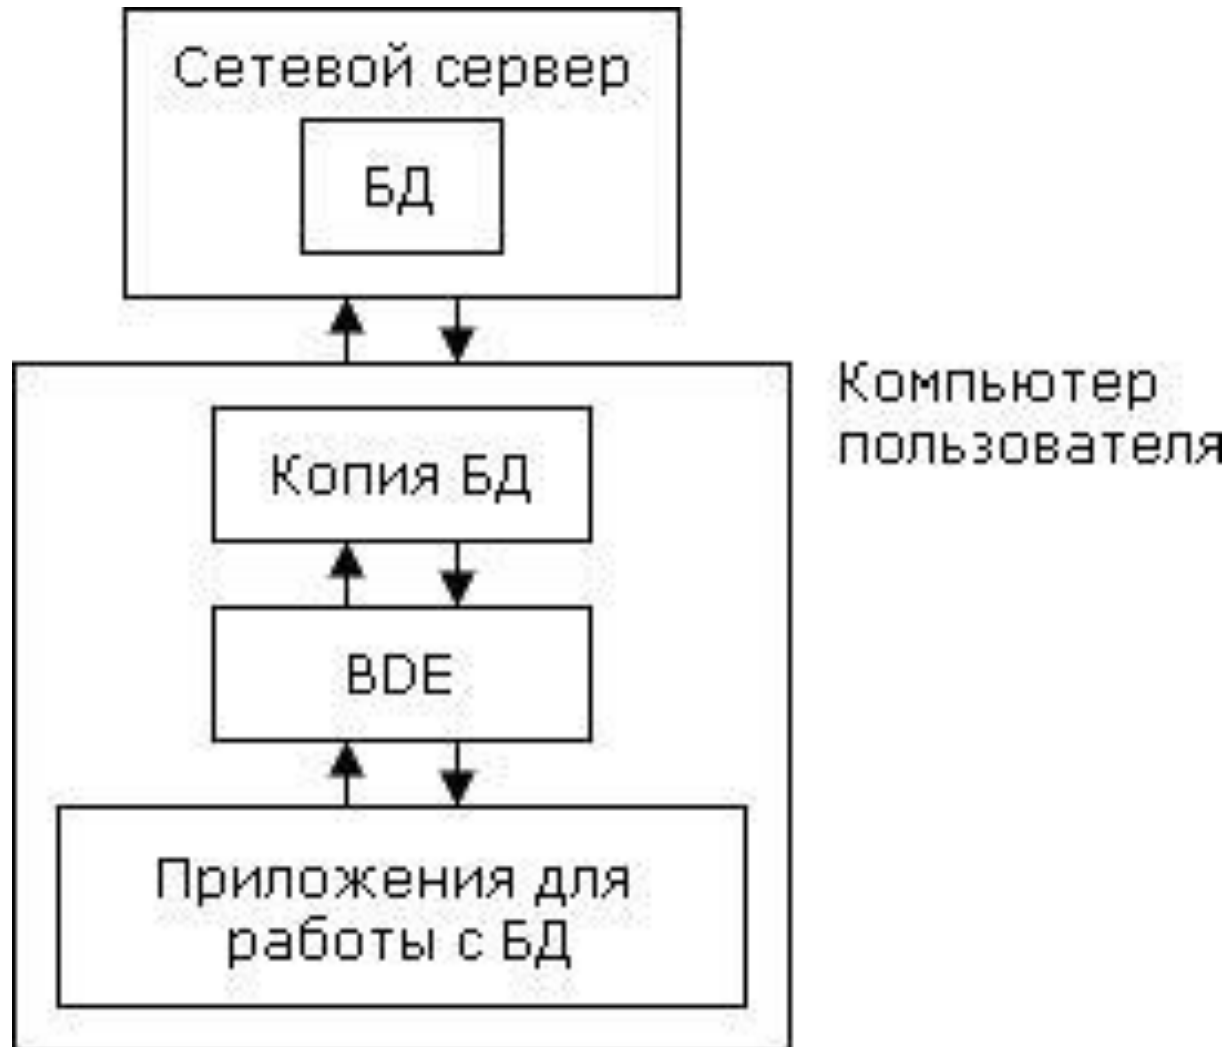 Сетевой сервер
БД
Компьютер
пользователя
Копия БД
BDE
Приложения для
работы с БД